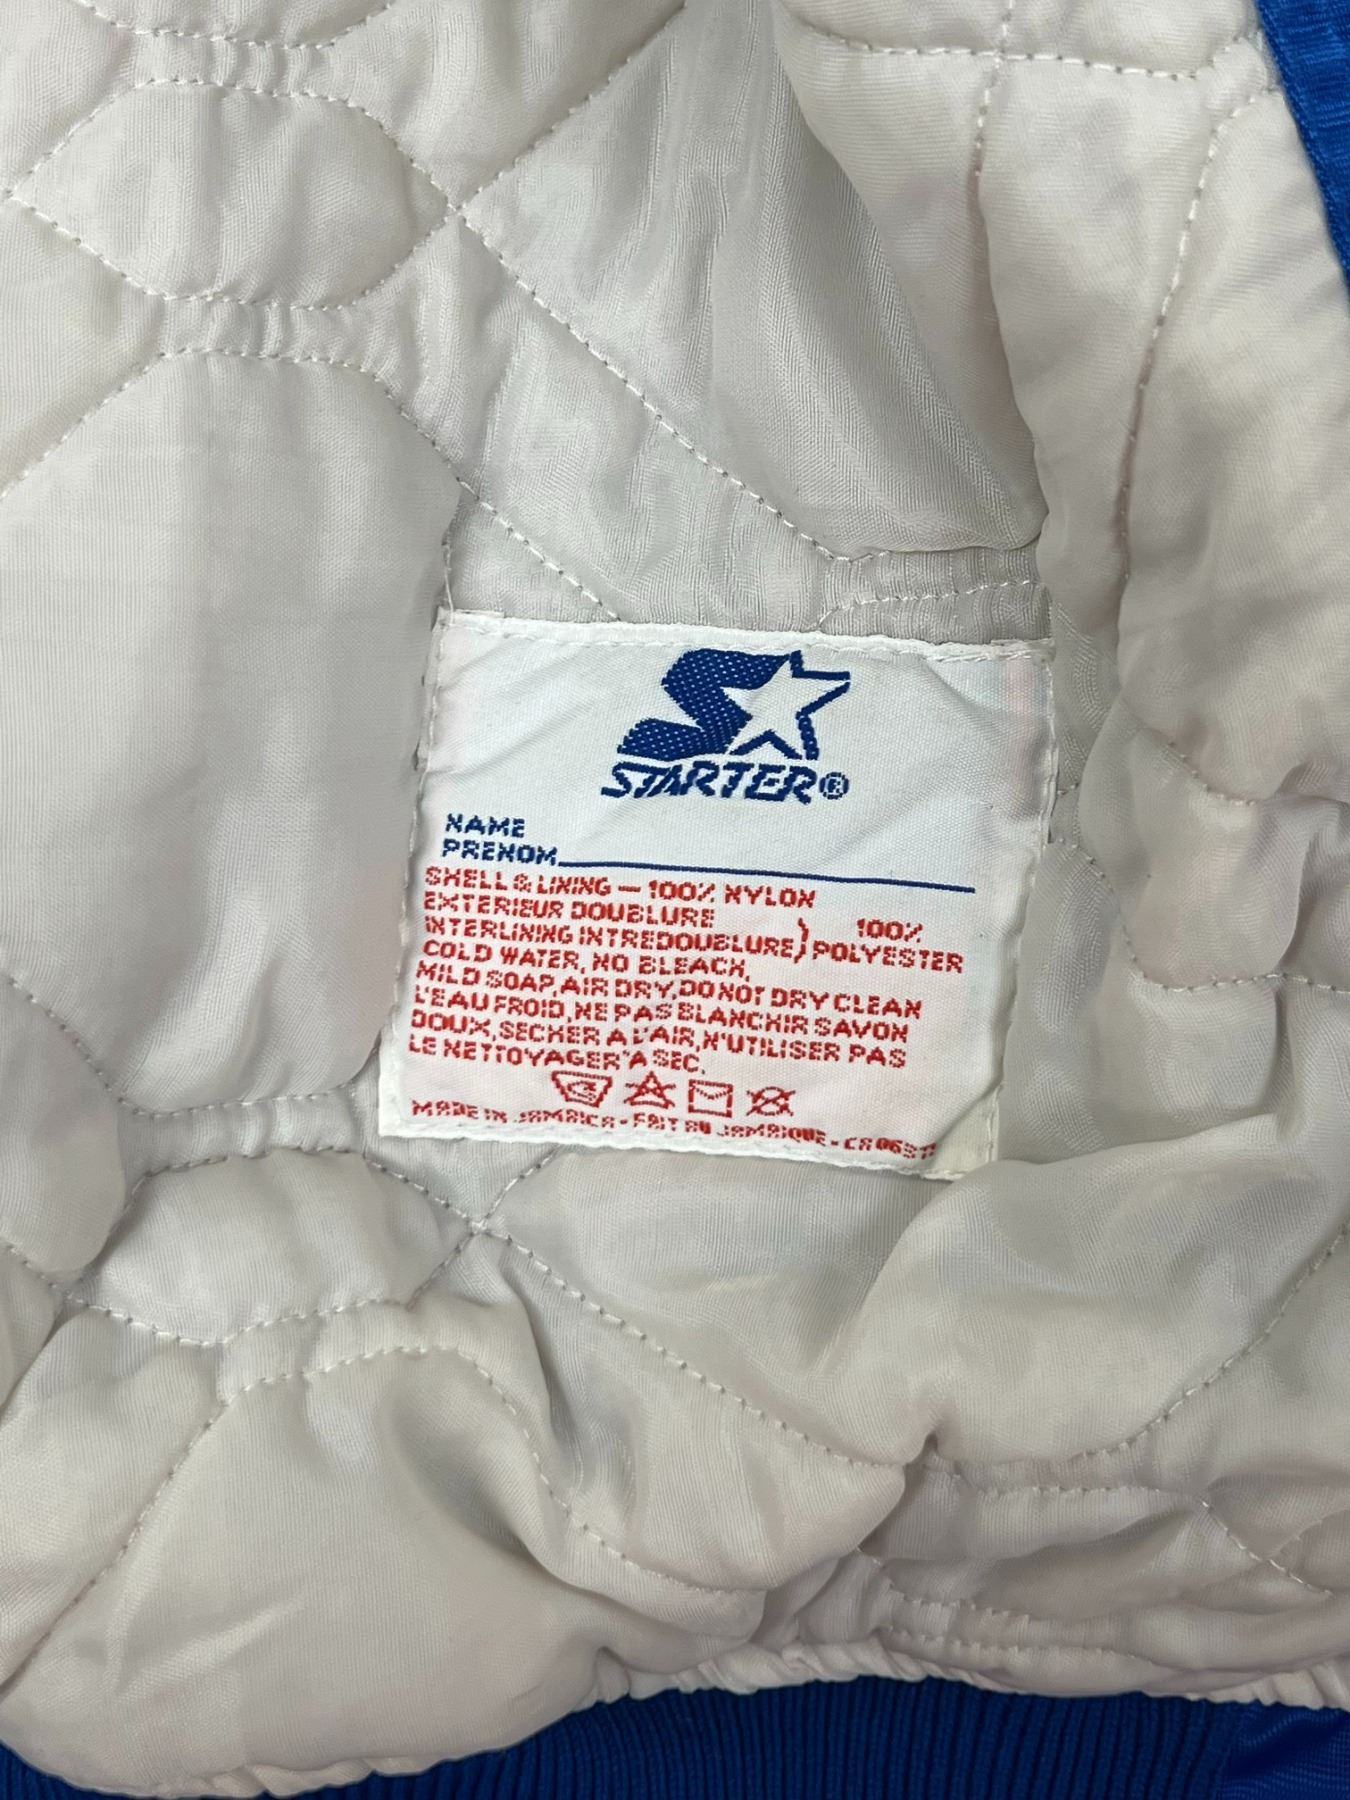 STARTER®
NAME
PRENOM
SHELL & LINING — 100% NYLON
EXTERIEUR DOUBLURE
INTERLINING INTREDOUBLURE } 100% POLYESTER
COLD WATER, NO BLEACH,
MILD SOAP, AIR DRY, DO NOT DRY CLEAN
L'EAU FROID, NE PAS BLANCHIR SAVON
DOUX, SECHER A L'AIR, N'UTILISER PAS
LE NETTOYAGER "A SEC.
MADE IN JAMAICA - FAIT AU JAMAIQUE - CA